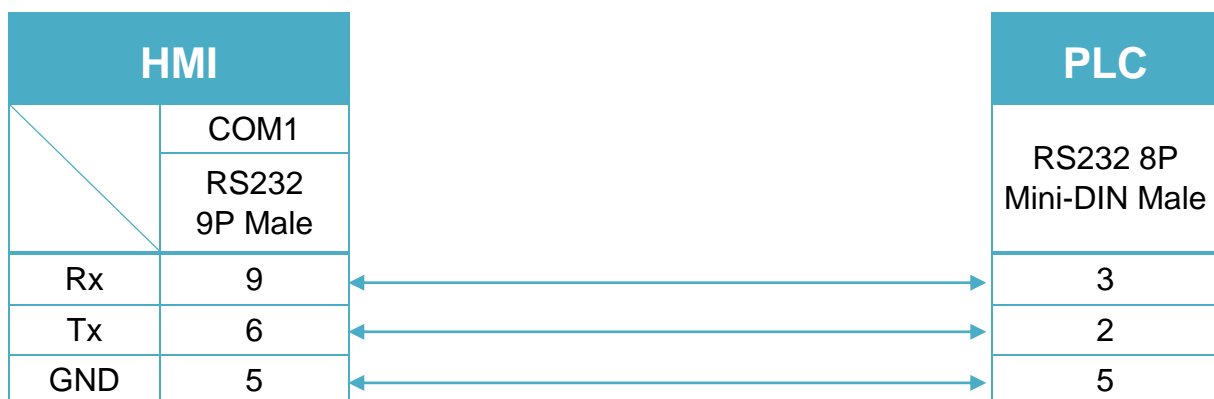 HMI PLC
COM1
RS232
9P Male
RS232 8P
Mini-DIN Male
Rx 9 3
Tx 6 2
GND 5 5